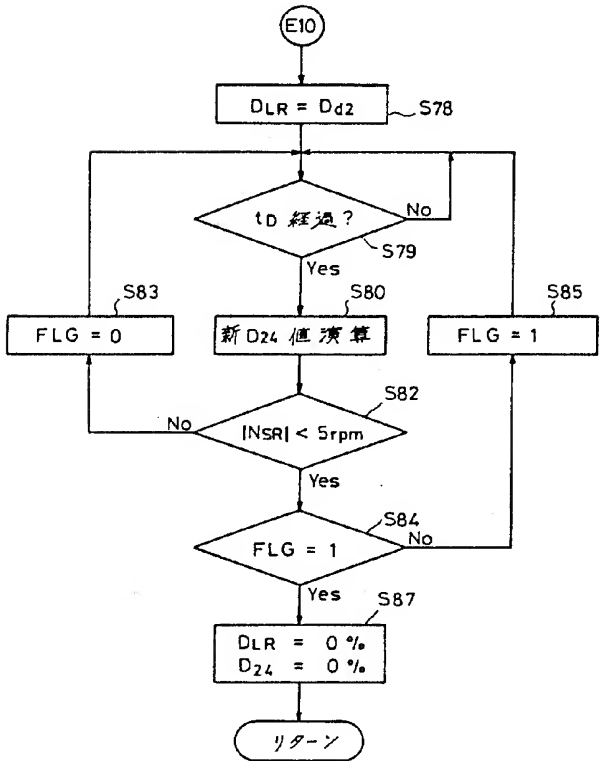 E10
DLR = Dd2
S78
tD 経過?
No
S79
Yes
S83
FLG = 0
S80
新 D24 値演算
S85
FLG = 1
S82
No
|NSR| < 5rpm
Yes
S84
FLG = 1
No
Yes
S87
DLR = 0 %
D24 = 0 %
リターン